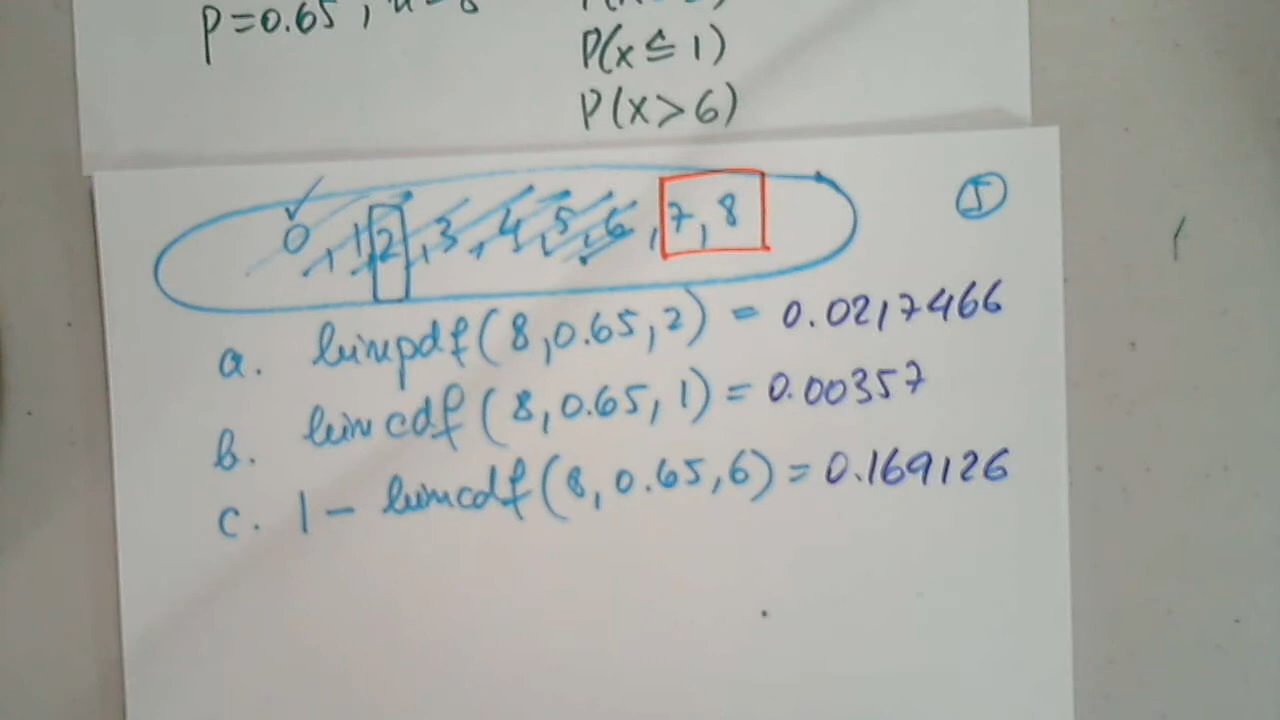 p=0.65,
P(x ≤ 1)
P(x > 6)
5
0, 1, 2, 3, 4, 5, 6, 7, 8
a. binpdf(8,0.65,2) = 0.0217466
b. bincdf(8,0.65,1) = 0.00357
c. 1 - bincdf(8,0.65,6) = 0.169126